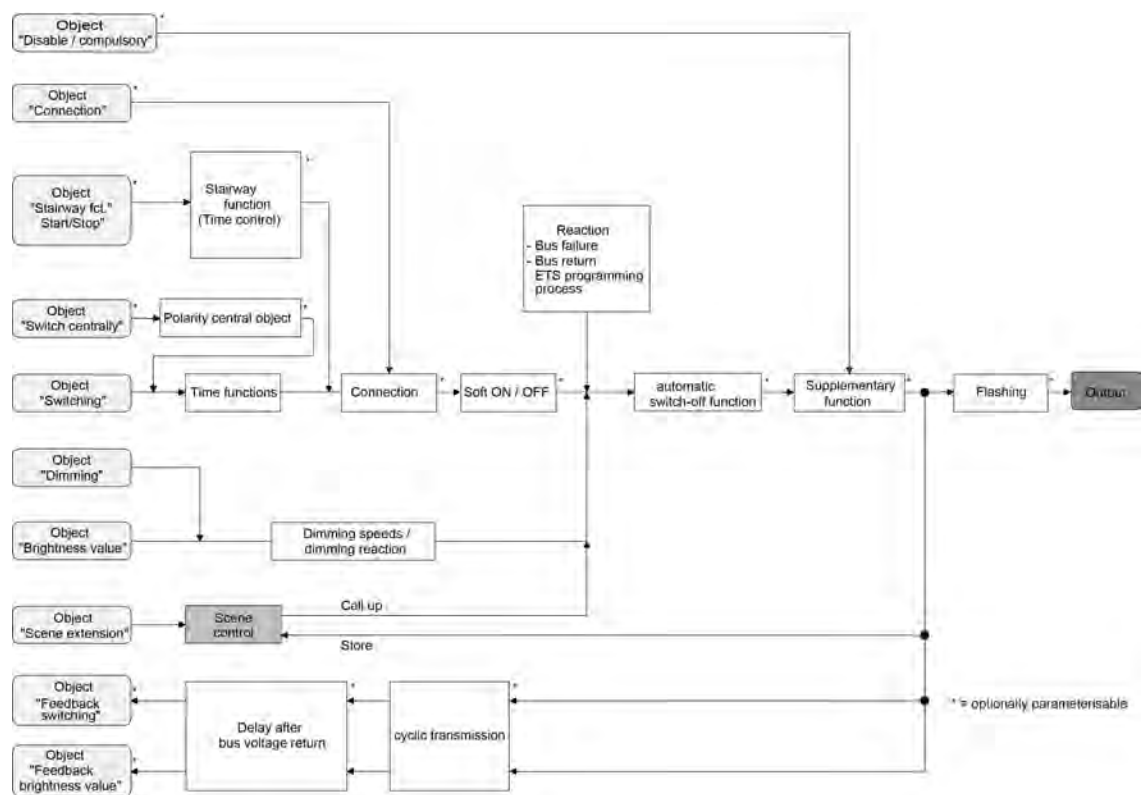 Object
"Disable / compulsory"
*
Object
"Connection"
*
Object
"Stairway fct."
Start/Stop"
*
Stairway
function
(Time control)
*
Reaction
- Bus failure
- Bus return
ETS programming
process
Object
"Switch centrally"
*
Polarity central object
*
Object
"Switching"
*
Time functions
Connection
*
Soft ON / OFF
*
automatic
switch-off function
*
Supplementary
function
*
Flashing
*
Output
Object
"Dimming"
Object
"Brightness value"
Dimming speeds /
dimming reaction
Object
"Scene extension"
Scene
control
Call up
Store
Object
"Feedback
switching"
*
Delay after
bus voltage return
*
cyclic transmission
*
* = optionally parameterisable
Object
"Feedback
brightness value"
*